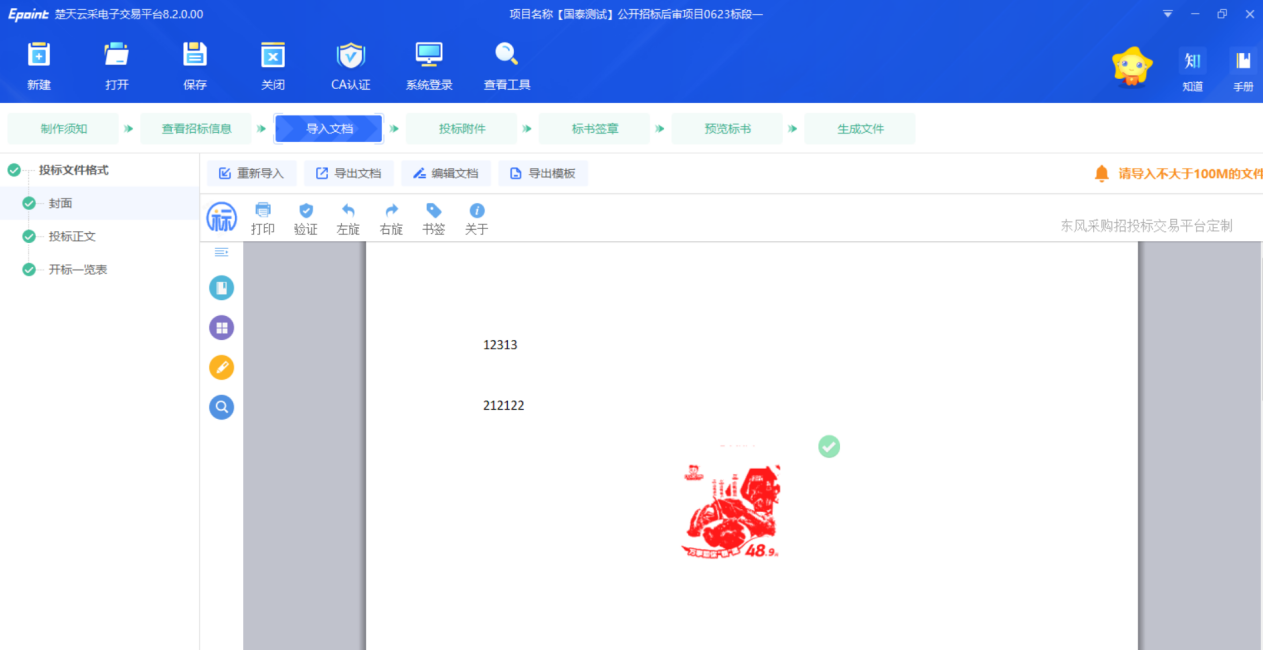 Epoint 楚天云采电子交易平台8.2.0.00
项目名称【国泰测试】公开招标后审项目0623标段一
新建
打开
保存
关闭
CA认证
系统登录
查看工具
知
知道
手册
制作须知
查看招标信息
导入文档
投标附件
标书签章
预览标书
生成文件
投标文件格式
封面
投标正文
开标一览表
重新导入
导出文档
编辑文档
导出模板
请导入不大于100M的文件
标
打印
验证
左旋
右旋
书签
关于
东风采购招投标交易平台定制
12313
212122
48.9